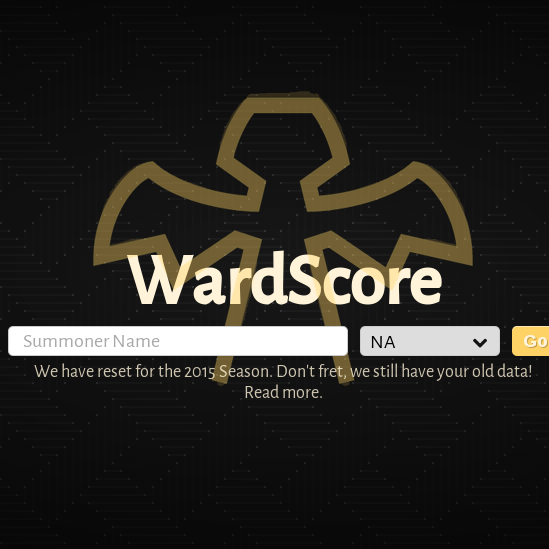 WardScore
Summoner Name
NA
Go
We have reset for the 2015 Season. Don't fret, we still have your old data!
Read more.